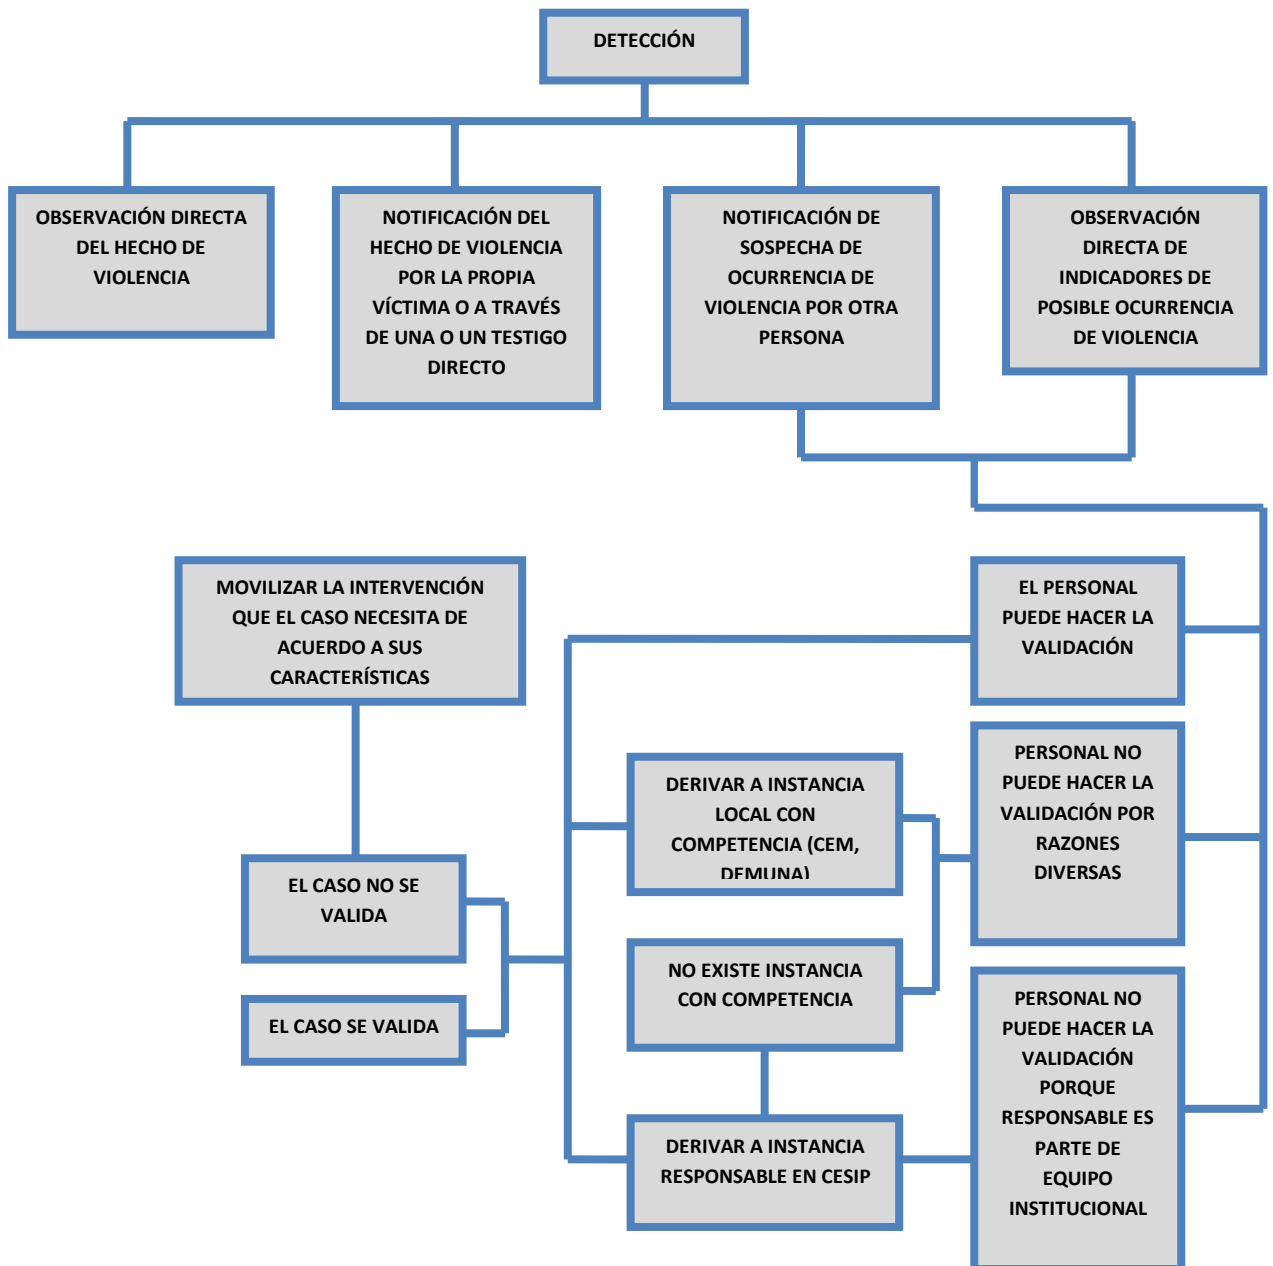 DETECCIÓN
OBSERVACIÓN DIRECTA
DEL HECHO DE
VIOLENCIA
NOTIFICACIÓN DEL
HECHO DE VIOLENCIA
POR LA PROPIA
VÍCTIMA O A TRAVÉS
DE UNA O UN TESTIGO
DIRECTO
NOTIFICACIÓN DE
SOSPECHA DE
OCURRENCIA DE
VIOLENCIA POR OTRA
PERSONA
OBSERVACIÓN
DIRECTA DE
INDICADORES DE
POSIBLE OCURRENCIA
DE VIOLENCIA
MOVILIZAR LA INTERVENCIÓN
QUE EL CASO NECESITA DE
ACUERDO A SUS
CARACTERÍSTICAS
EL PERSONAL
PUEDE HACER LA
VALIDACIÓN
DERIVAR A INSTANCIA
LOCAL CON
COMPETENCIA (CEM,
DEMUNA)
PERSONAL NO
PUEDE HACER LA
VALIDACIÓN POR
RAZONES
DIVERSAS
EL CASO NO SE
VALIDA
NO EXISTE INSTANCIA
CON COMPETENCIA
EL CASO SE VALIDA
PERSONAL NO
PUEDE HACER LA
VALIDACIÓN
PORQUE
RESPONSABLE ES
PARTE DE
EQUIPO
INSTITUCIONAL
DERIVAR A INSTANCIA
RESPONSABLE EN CESIP